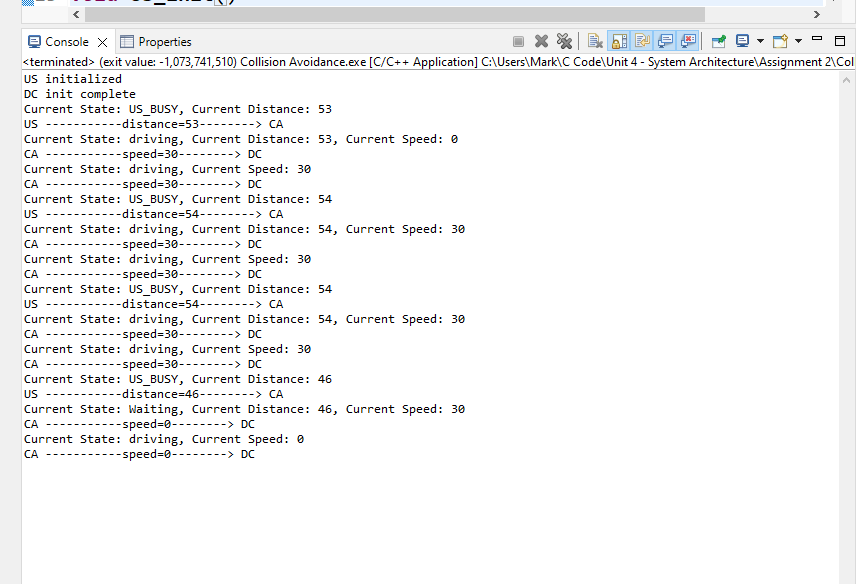 Console Properties
<terminated> (exit value: -1,073,741,510) Collision Avoidance.exe [C/C++ Application] C:\Users\Mark\C Code\Unit 4 - System Architecture\Assignment 2\Col
US initialized
DC init complete
Current State: US_BUSY, Current Distance: 53
US -----------distance=53--------> CA
Current State: driving, Current Distance: 53, Current Speed: 0
CA -----------speed=30--------> DC
Current State: driving, Current Speed: 30
CA -----------speed=30--------> DC
Current State: US_BUSY, Current Distance: 54
US -----------distance=54--------> CA
Current State: driving, Current Distance: 54, Current Speed: 30
CA -----------speed=30--------> DC
Current State: driving, Current Speed: 30
CA -----------speed=30--------> DC
Current State: US_BUSY, Current Distance: 54
US -----------distance=54--------> CA
Current State: driving, Current Distance: 54, Current Speed: 30
CA -----------speed=30--------> DC
Current State: driving, Current Speed: 30
CA -----------speed=30--------> DC
Current State: US_BUSY, Current Distance: 46
US -----------distance=46--------> CA
Current State: Waiting, Current Distance: 46, Current Speed: 30
CA -----------speed=0--------> DC
Current State: driving, Current Speed: 0
CA -----------speed=0--------> DC